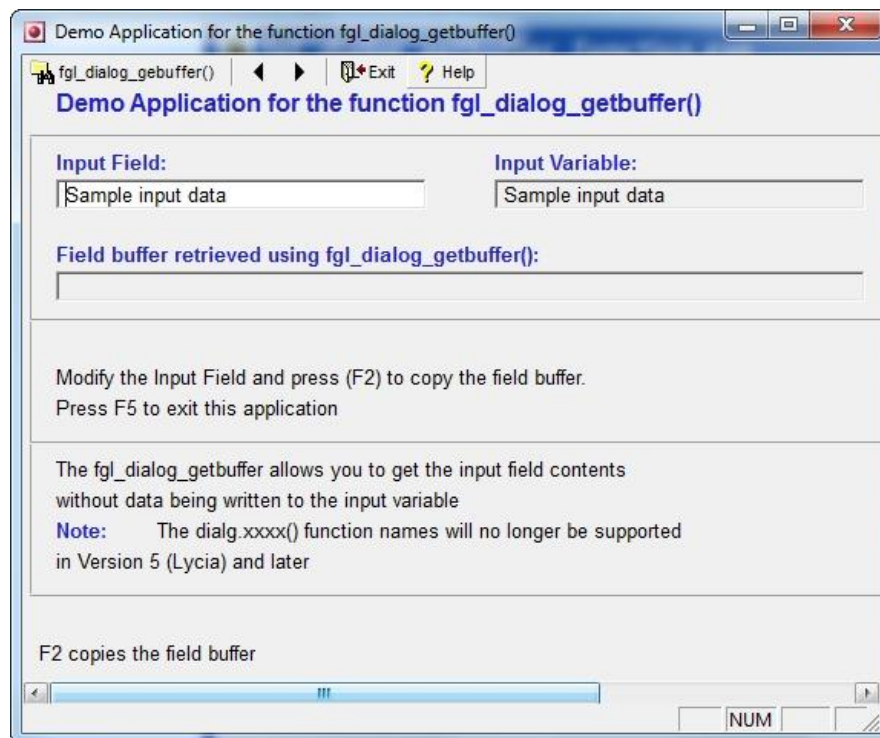 Demo Application for the function fgl_dialog_getbuffer()
fgl_dialog_gebuffer() Exit ? Help
Demo Application for the function fgl_dialog_getbuffer()
Input Field: Input Variable:
Sample input data Sample input data
Field buffer retrieved using fgl_dialog_getbuffer():
Modify the Input Field and press (F2) to copy the field buffer.
Press F5 to exit this application
The fgl_dialog_getbuffer allows you to get the input field contents
without data being written to the input variable
Note: The dialg.xxxx() function names will no longer be supported
in Version 5 (Lycia) and later
F2 copies the field buffer
NUM